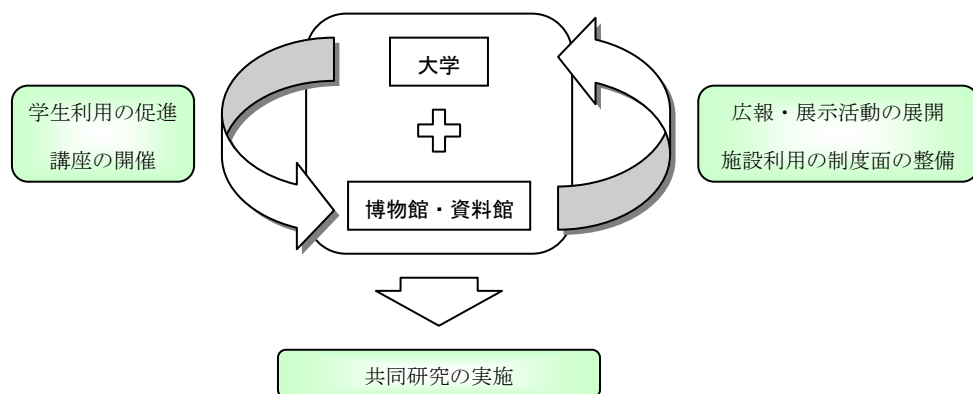 大学
学生利用の促進
講座の開催
広報・展示活動の展開
施設利用の制度面の整備
博物館・資料館
共同研究の実施